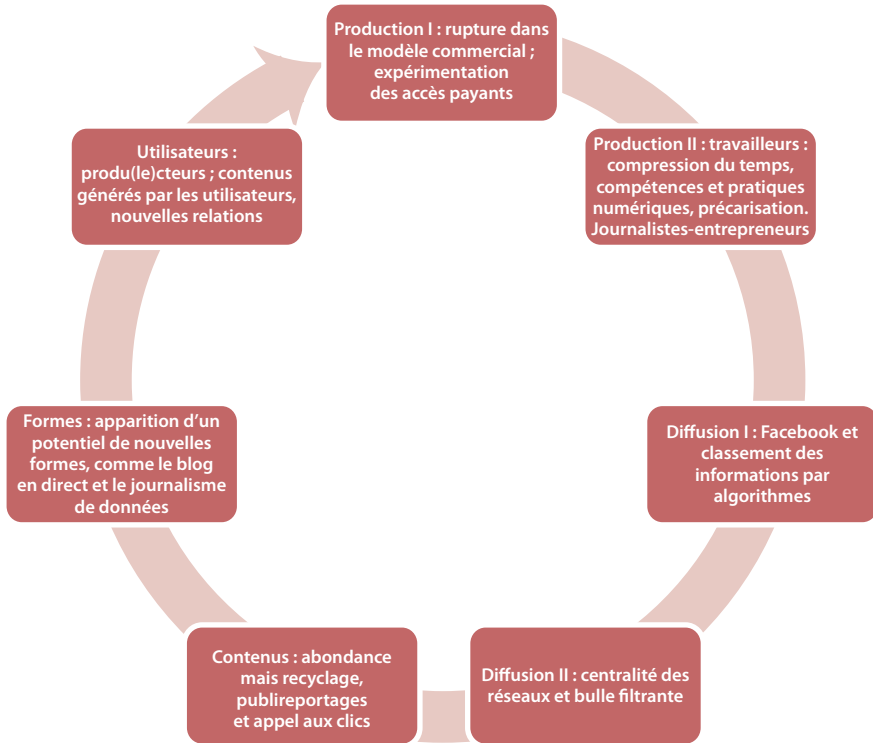 Production I : rupture dans
le modèle commercial ;
expérimentation
des accès payants
Production II : travailleurs :
compression du temps,
compétences et pratiques
numériques, précarisation.
Journalistes-entrepreneurs
Diffusion I : Facebook et
classement des
informations par
algorithmes
Diffusion II : centralité des
réseaux et bulle filtrante
Contenus : abondance
mais recyclage,
publireportages
et appel aux clics
Formes : apparition d’un
potentiel de nouvelles
formes, comme le blog
en direct et le journalisme
de données
Utilisateurs :
produ(le)cteurs ; contenus
générés par les utilisateurs,
nouvelles relations